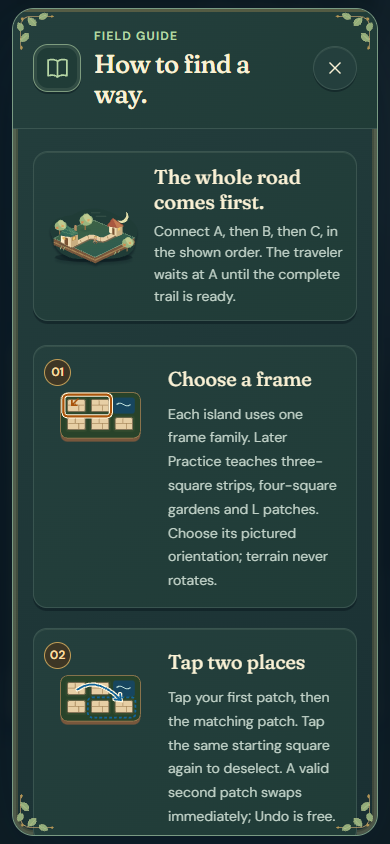 FIELD GUIDE
How to find a
way.
The whole road
comes first.
Connect A, then B, then C, in
the shown order. The traveler
waits at A until the complete
trail is ready.
01
Choose a frame
Each island uses one
frame family. Later
Practice teaches three-
square strips, four-square
gardens and L patches.
Choose its pictured
orientation; terrain never
rotates.
02
Tap two places
Tap your first patch, then
the matching patch. Tap
the same starting square
again to deselect. A valid
second patch swaps
immediately; Undo is free.